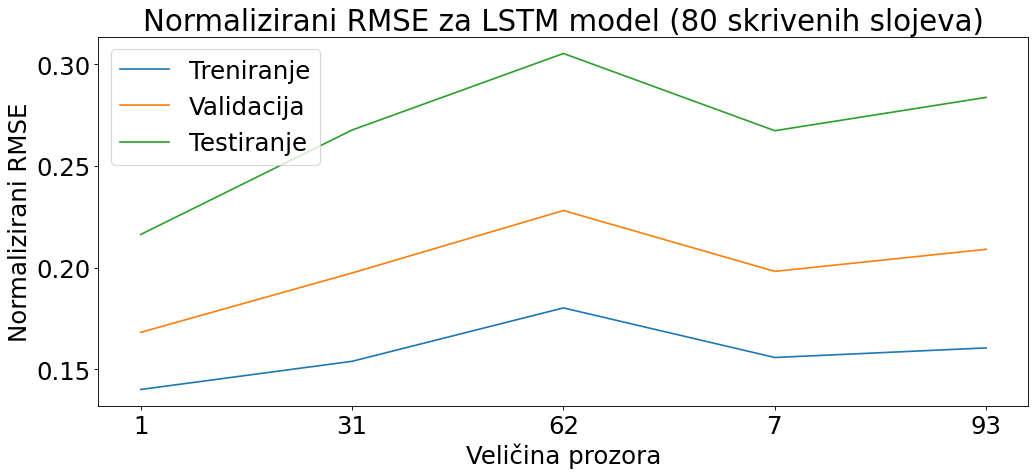 Normalizirani RMSE za LSTM model (80 skrivenih slojeva)
Treniranje
Validacija
Testiranje
Normalizirani RMSE
0.30
0.25
0.20
0.15
1 31 62 7 93
Veličina prozora